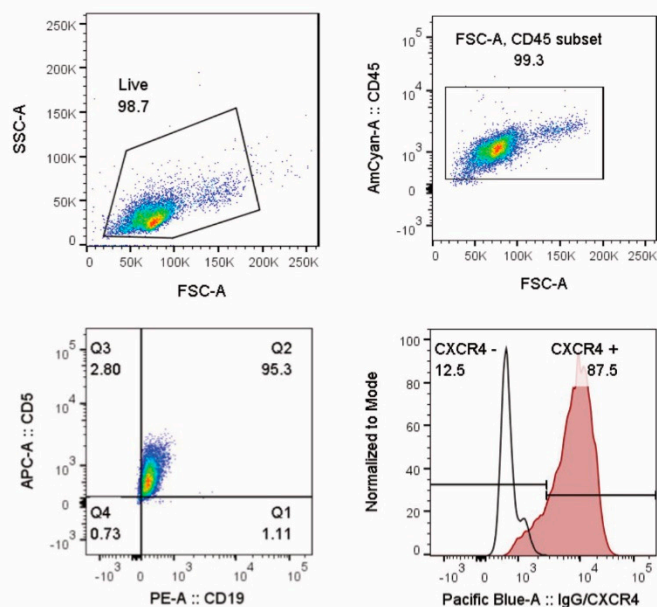 250K
200K
150K
100K
50K
0
SSC-A
Live
98.7
0 50K 100K 150K 200K 250K
FSC-A
10^5
10^4
10^3
0
-10^3
AmCyan-A :: CD45
FSC-A, CD45 subset
99.3
0 50K 100K 150K 200K 250K
FSC-A
10^5
10^4
10^3
0
-10^3
APC-A :: CD5
Q3
2.80
Q2
95.3
Q4
0.73
Q1
1.11
-10^3 0 10^3 10^4 10^5
PE-A :: CD19
100
80
60
40
20
0
Normalized to Mode
CXCR4 -
12.5
CXCR4 +
87.5
-10^3 0 10^3 10^4 10^5
Pacific Blue-A :: IgG/CXCR4